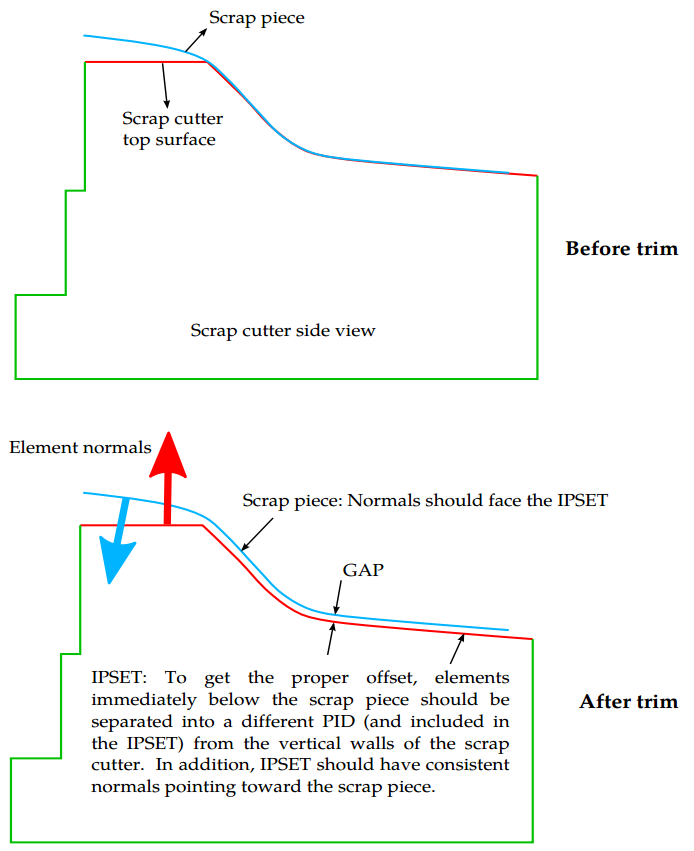 Scrap piece
Scrap cutter
top surface
Before trim
Scrap cutter side view
Element normals
Scrap piece: Normals should face the IPSET
GAP
IPSET: To get the proper offset, elements
immediately below the scrap piece should be
separated into a different PID (and included in
the IPSET) from the vertical walls of the scrap
cutter. In addition, IPSET should have consistent
normals pointing toward the scrap piece.
After trim